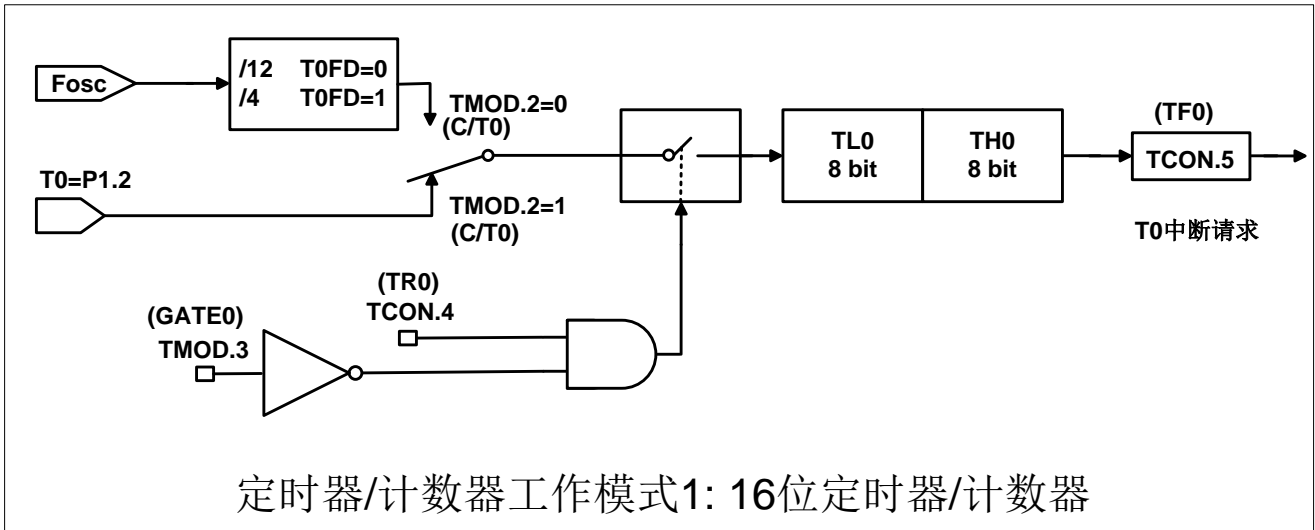 Fosc
/12 T0FD=0
/4 T0FD=1
TMOD.2=0
(C/T0)
T0=P1.2
TMOD.2=1
(C/T0)
TL0
8 bit
TH0
8 bit
(TF0)
TCON.5
T0中断请求
(TR0)
TCON.4
(GATE0)
TMOD.3
定时器/计数器工作模式1: 16位定时器/计数器